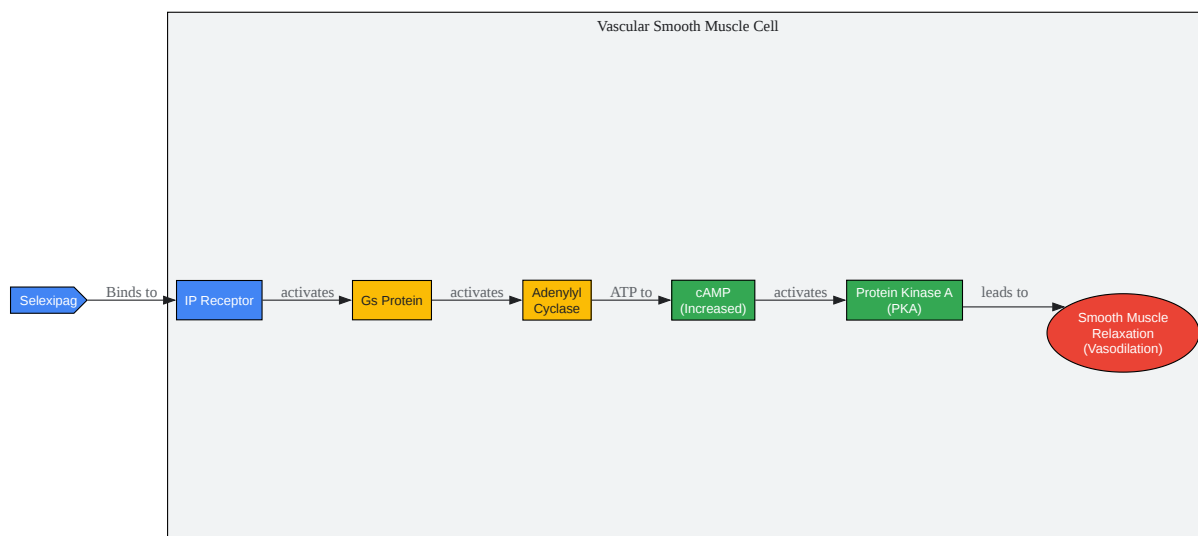 Vascular Smooth Muscle Cell
Selexipag
Binds to
IP Receptor
activates
Gs Protein
activates
Adenylyl
Cyclase
ATP to
cAMP
(Increased)
activates
Protein Kinase A
(PKA)
leads to
Smooth Muscle
Relaxation
(Vasodilation)